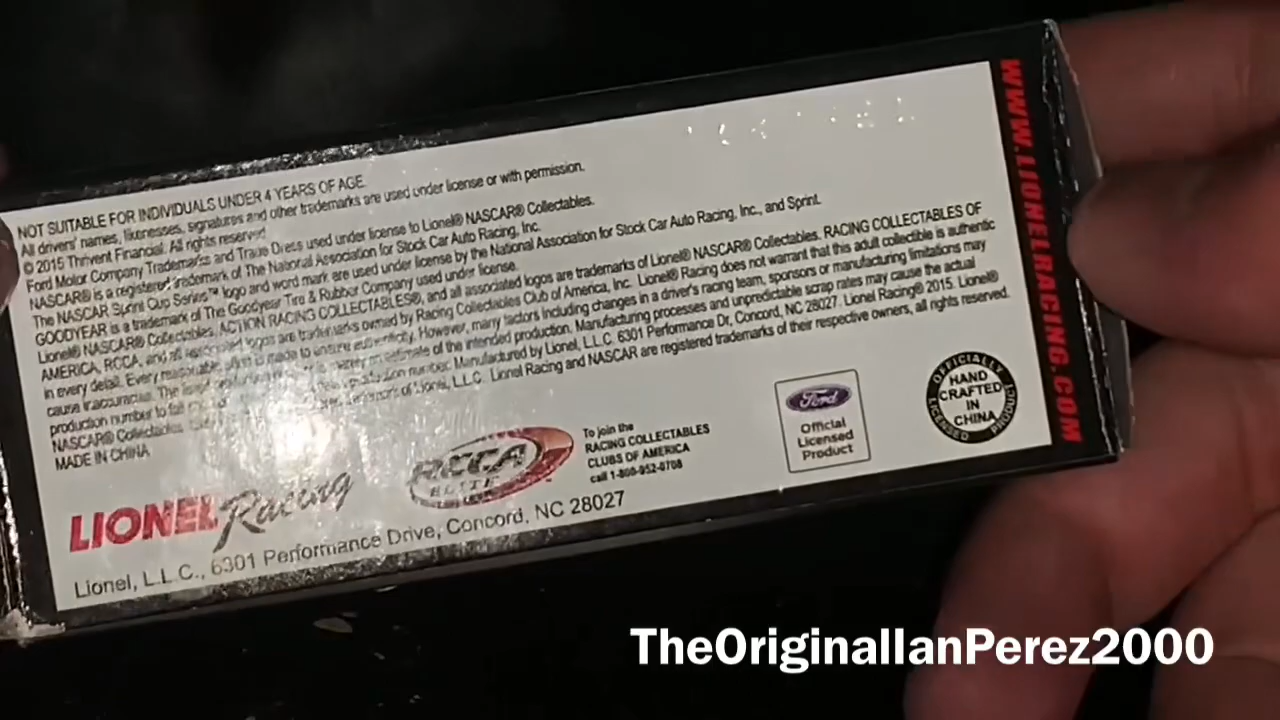 NOT SUITABLE FOR INDIVIDUALS UNDER 4 YEARS OF AGE.
All drivers' names, likenesses, signatures and other trademarks are used under license or with permission.
© 2015 Thrivent Financial. All rights reserved
Ford Motor Company Trademarks and Trade Dress used under license to Lionel® NASCAR® Collectables.
NASCAR® is a registered trademark of The National Association for Stock Car Auto Racing, Inc.
The NASCAR Sprint Cup Series™ logo and word mark are used under license by the National Association for Stock Car Auto Racing, Inc., and Sprint.
GOODYEAR is a trademark of The Goodyear Tire & Rubber Company used under license.
Lionel® NASCAR® Collectables, ACTION RACING COLLECTABLES®, and all associated logos are trademarks of Lionel® NASCAR® Collectables. RACING COLLECTABLES OF
AMERICA, RCCA, and all associated logos are trademarks owned by Racing Collectables Club of America, Inc. Lionel® Racing does not warrant that this adult collectible is authentic
in every detail. Every reasonable is made to ensure authenticity. However, many factors including changes in a driver's racing team, sponsors or manufacturing limitations may
cause inaccuracies. The merely an estimate of the intended production. Manufacturing processes and unpredictable scrap rates may cause the actual
production number to fall production number. Manufactured by Lionel, L.L.C. 6301 Performance Dr, Concord, NC 28027. Lionel Racing® 2015. Lionel®
NASCAR® Collectables of Lionel, L.L.C. Lionel Racing and NASCAR are registered trademarks of their respective owners, all rights reserved.
MADE IN CHINA
LIONEL Racing
RCCA
ELITE
To join the
RACING COLLECTABLES
CLUBS OF AMERICA
call 1-800-952-0708
Ford
Official
Licensed
Product
OFFICIALLY LICENSED PRODUCT
HAND
CRAFTED
IN
CHINA
Lionel, L.L.C., 6301 Performance Drive, Concord, NC 28027
WWW.LIONELRACING.COM
TheOriginalIanPerez2000